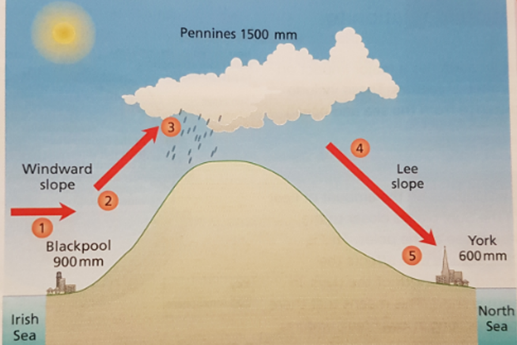 Pennines 1500 mm
3
4
Windward
slope
Lee
slope
2
1
Blackpool
900 mm
5
York
600 mm
Irish
Sea
North
Sea